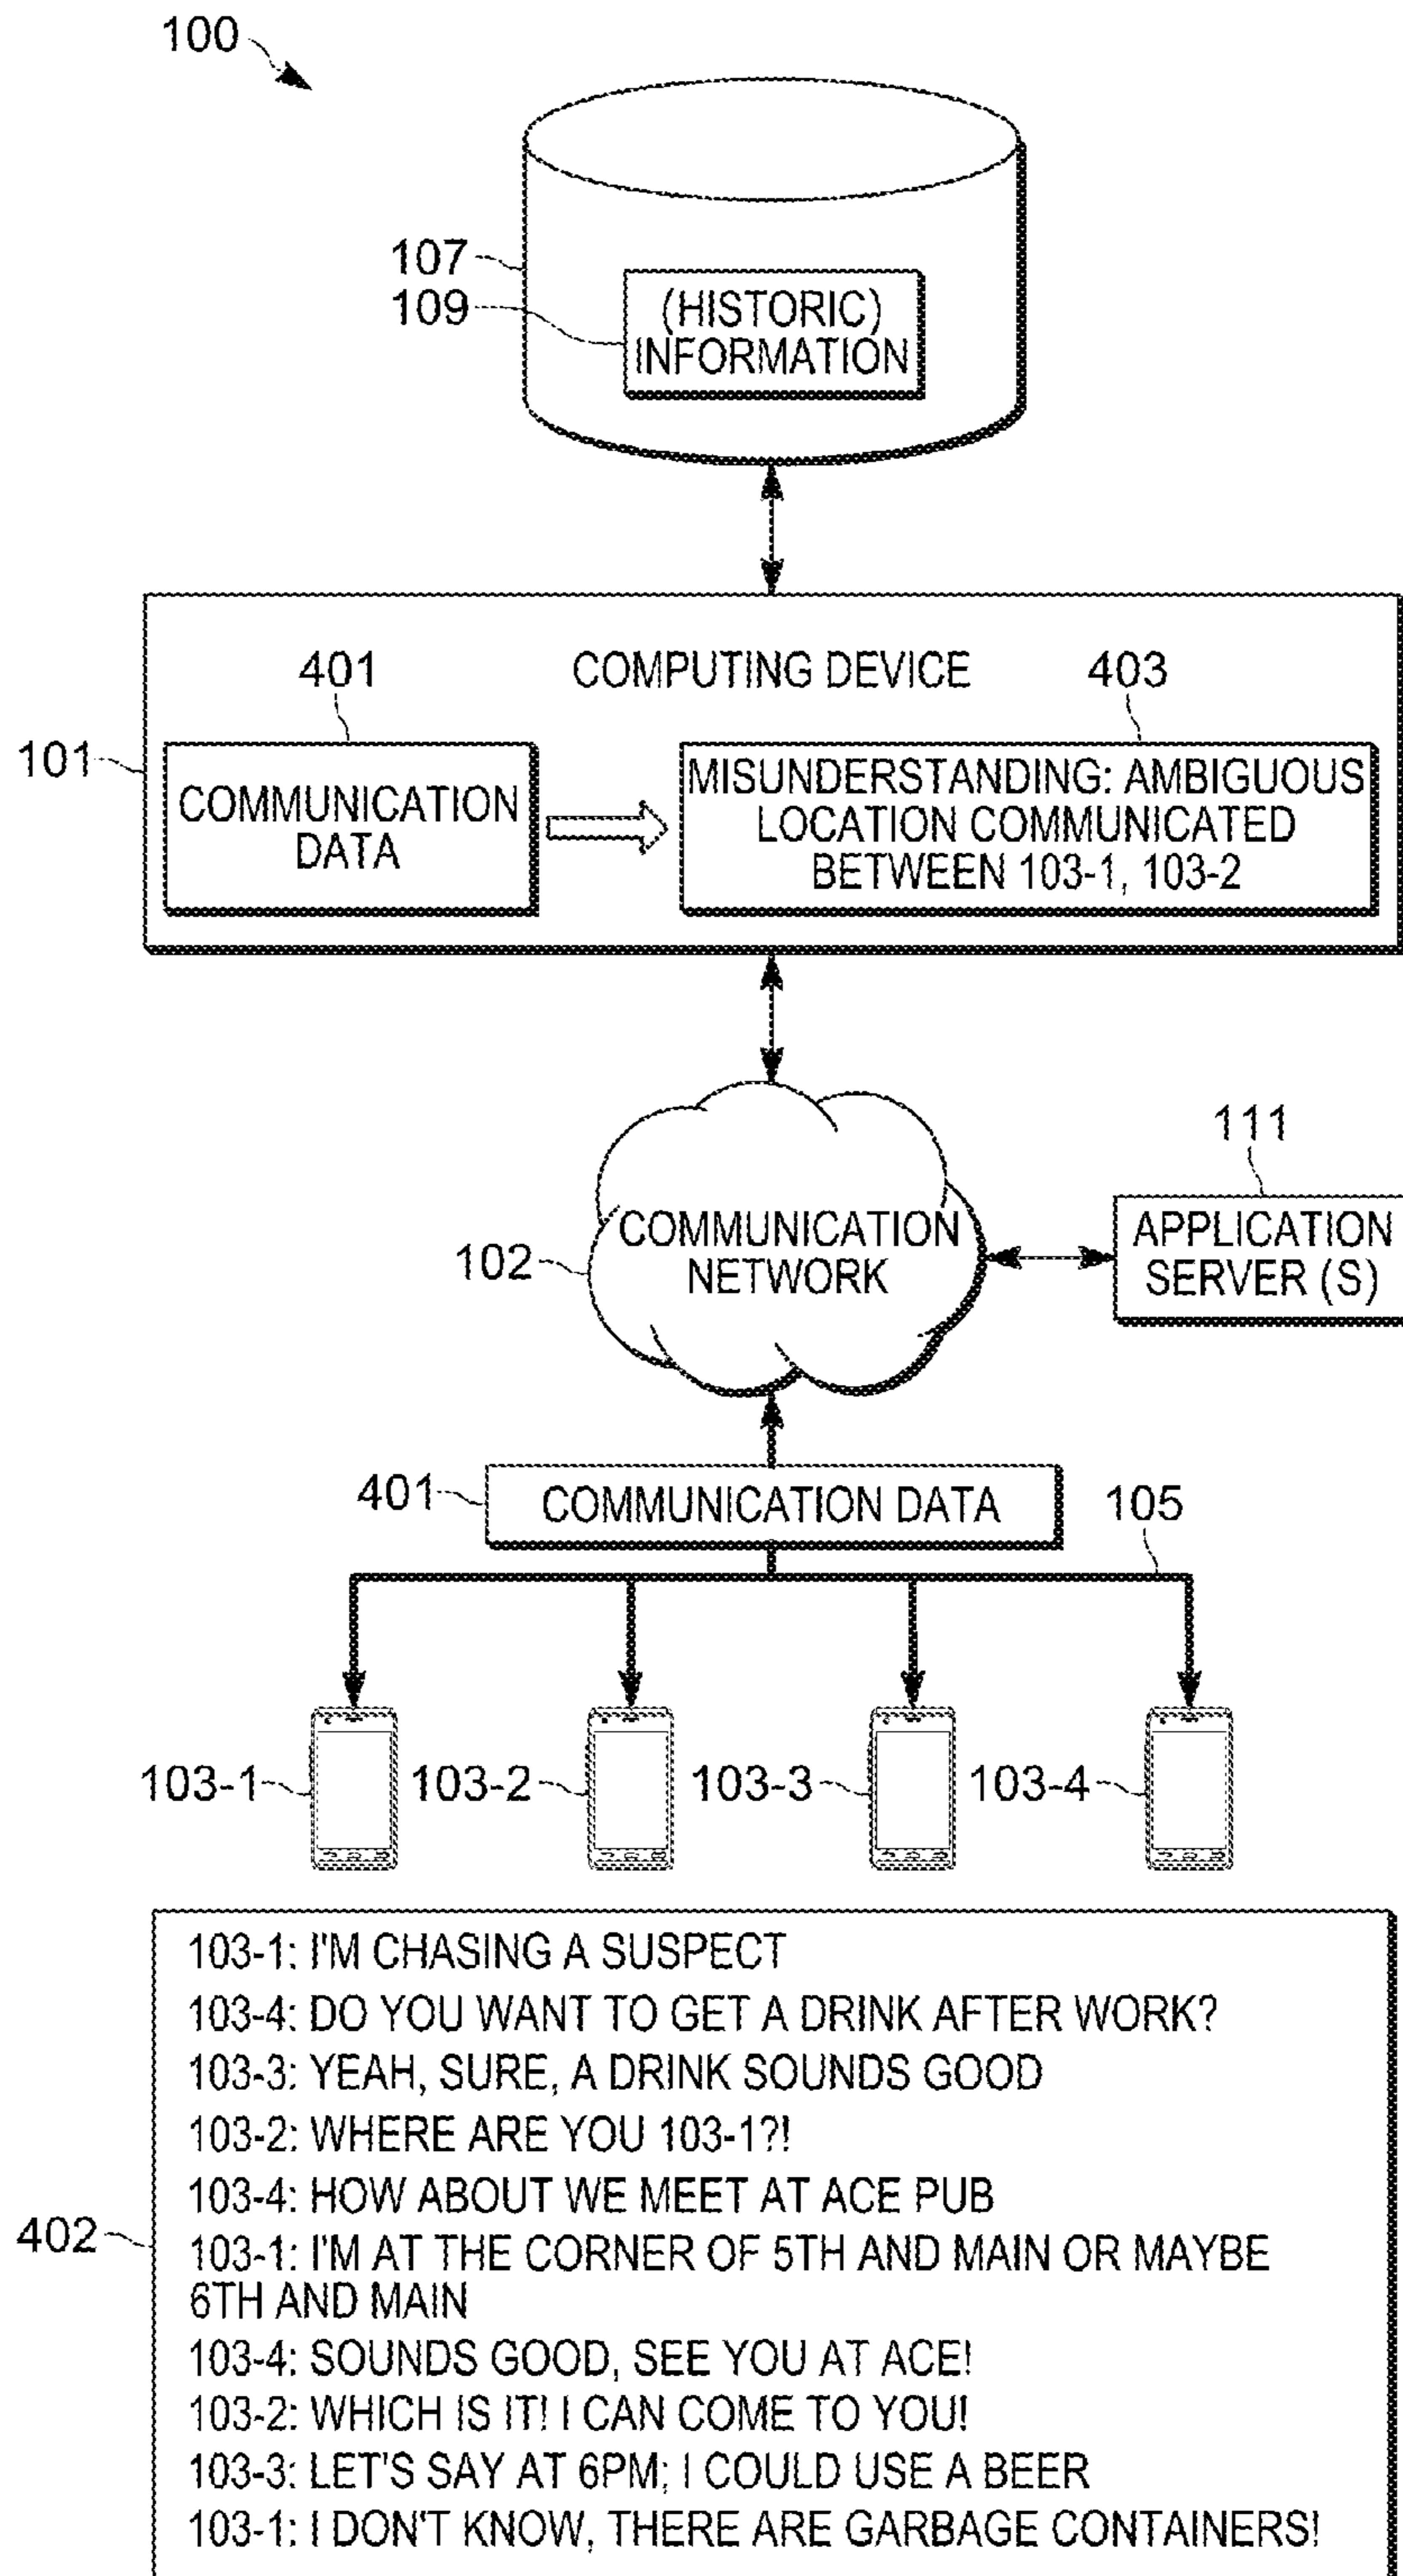 100
107
109
(HISTORIC)
INFORMATION
401
COMPUTING DEVICE
403
101
COMMUNICATION
DATA
MISUNDERSTANDING: AMBIGUOUS
LOCATION COMMUNICATED
BETWEEN 103-1, 103-2
111
102
COMMUNICATION
NETWORK
APPLICATION
SERVER (S)
401
COMMUNICATION DATA
105
103-1
103-2
103-3
103-4
402
103-1: I'M CHASING A SUSPECT
103-4: DO YOU WANT TO GET A DRINK AFTER WORK?
103-3: YEAH, SURE, A DRINK SOUNDS GOOD
103-2: WHERE ARE YOU 103-1?!
103-4: HOW ABOUT WE MEET AT ACE PUB
103-1: I'M AT THE CORNER OF 5TH AND MAIN OR MAYBE
6TH AND MAIN
103-4: SOUNDS GOOD, SEE YOU AT ACE!
103-2: WHICH IS IT! I CAN COME TO YOU!
103-3: LET'S SAY AT 6PM; I COULD USE A BEER
103-1: I DON'T KNOW, THERE ARE GARBAGE CONTAINERS!